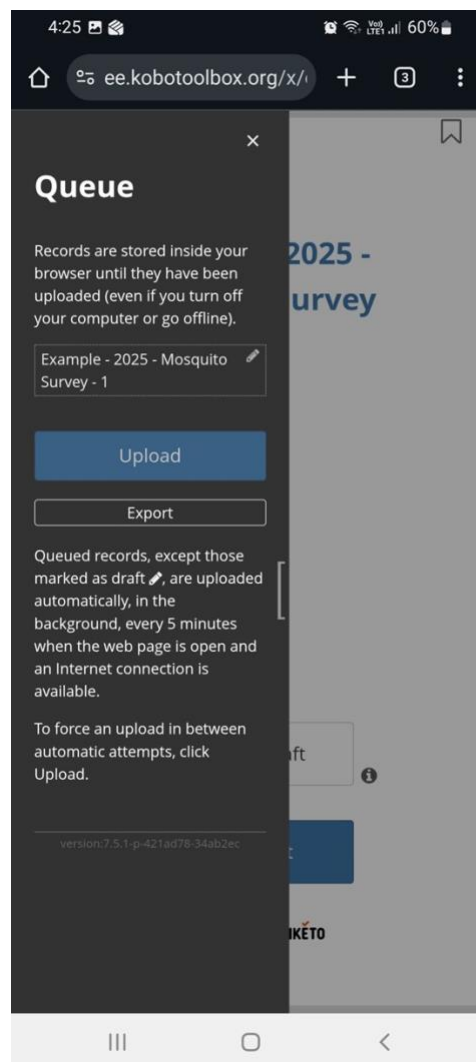 4:25 Vo) LTE1 60%
ee.kobotoolbox.org/x/ 3
×
Queue
2025 -
urvey
Records are stored inside your
browser until they have been
uploaded (even if you turn off
your computer or go offline).
Example - 2025 - Mosquito
Survey - 1
Upload
Export
Queued records, except those
marked as draft , are uploaded
automatically, in the
background, every 5 minutes
when the web page is open and
an Internet connection is
available.
To force an upload in between
automatic attempts, click
Upload.
ft
version:7.5.1-p-421ad78-34ab2ec
t
KĔTO